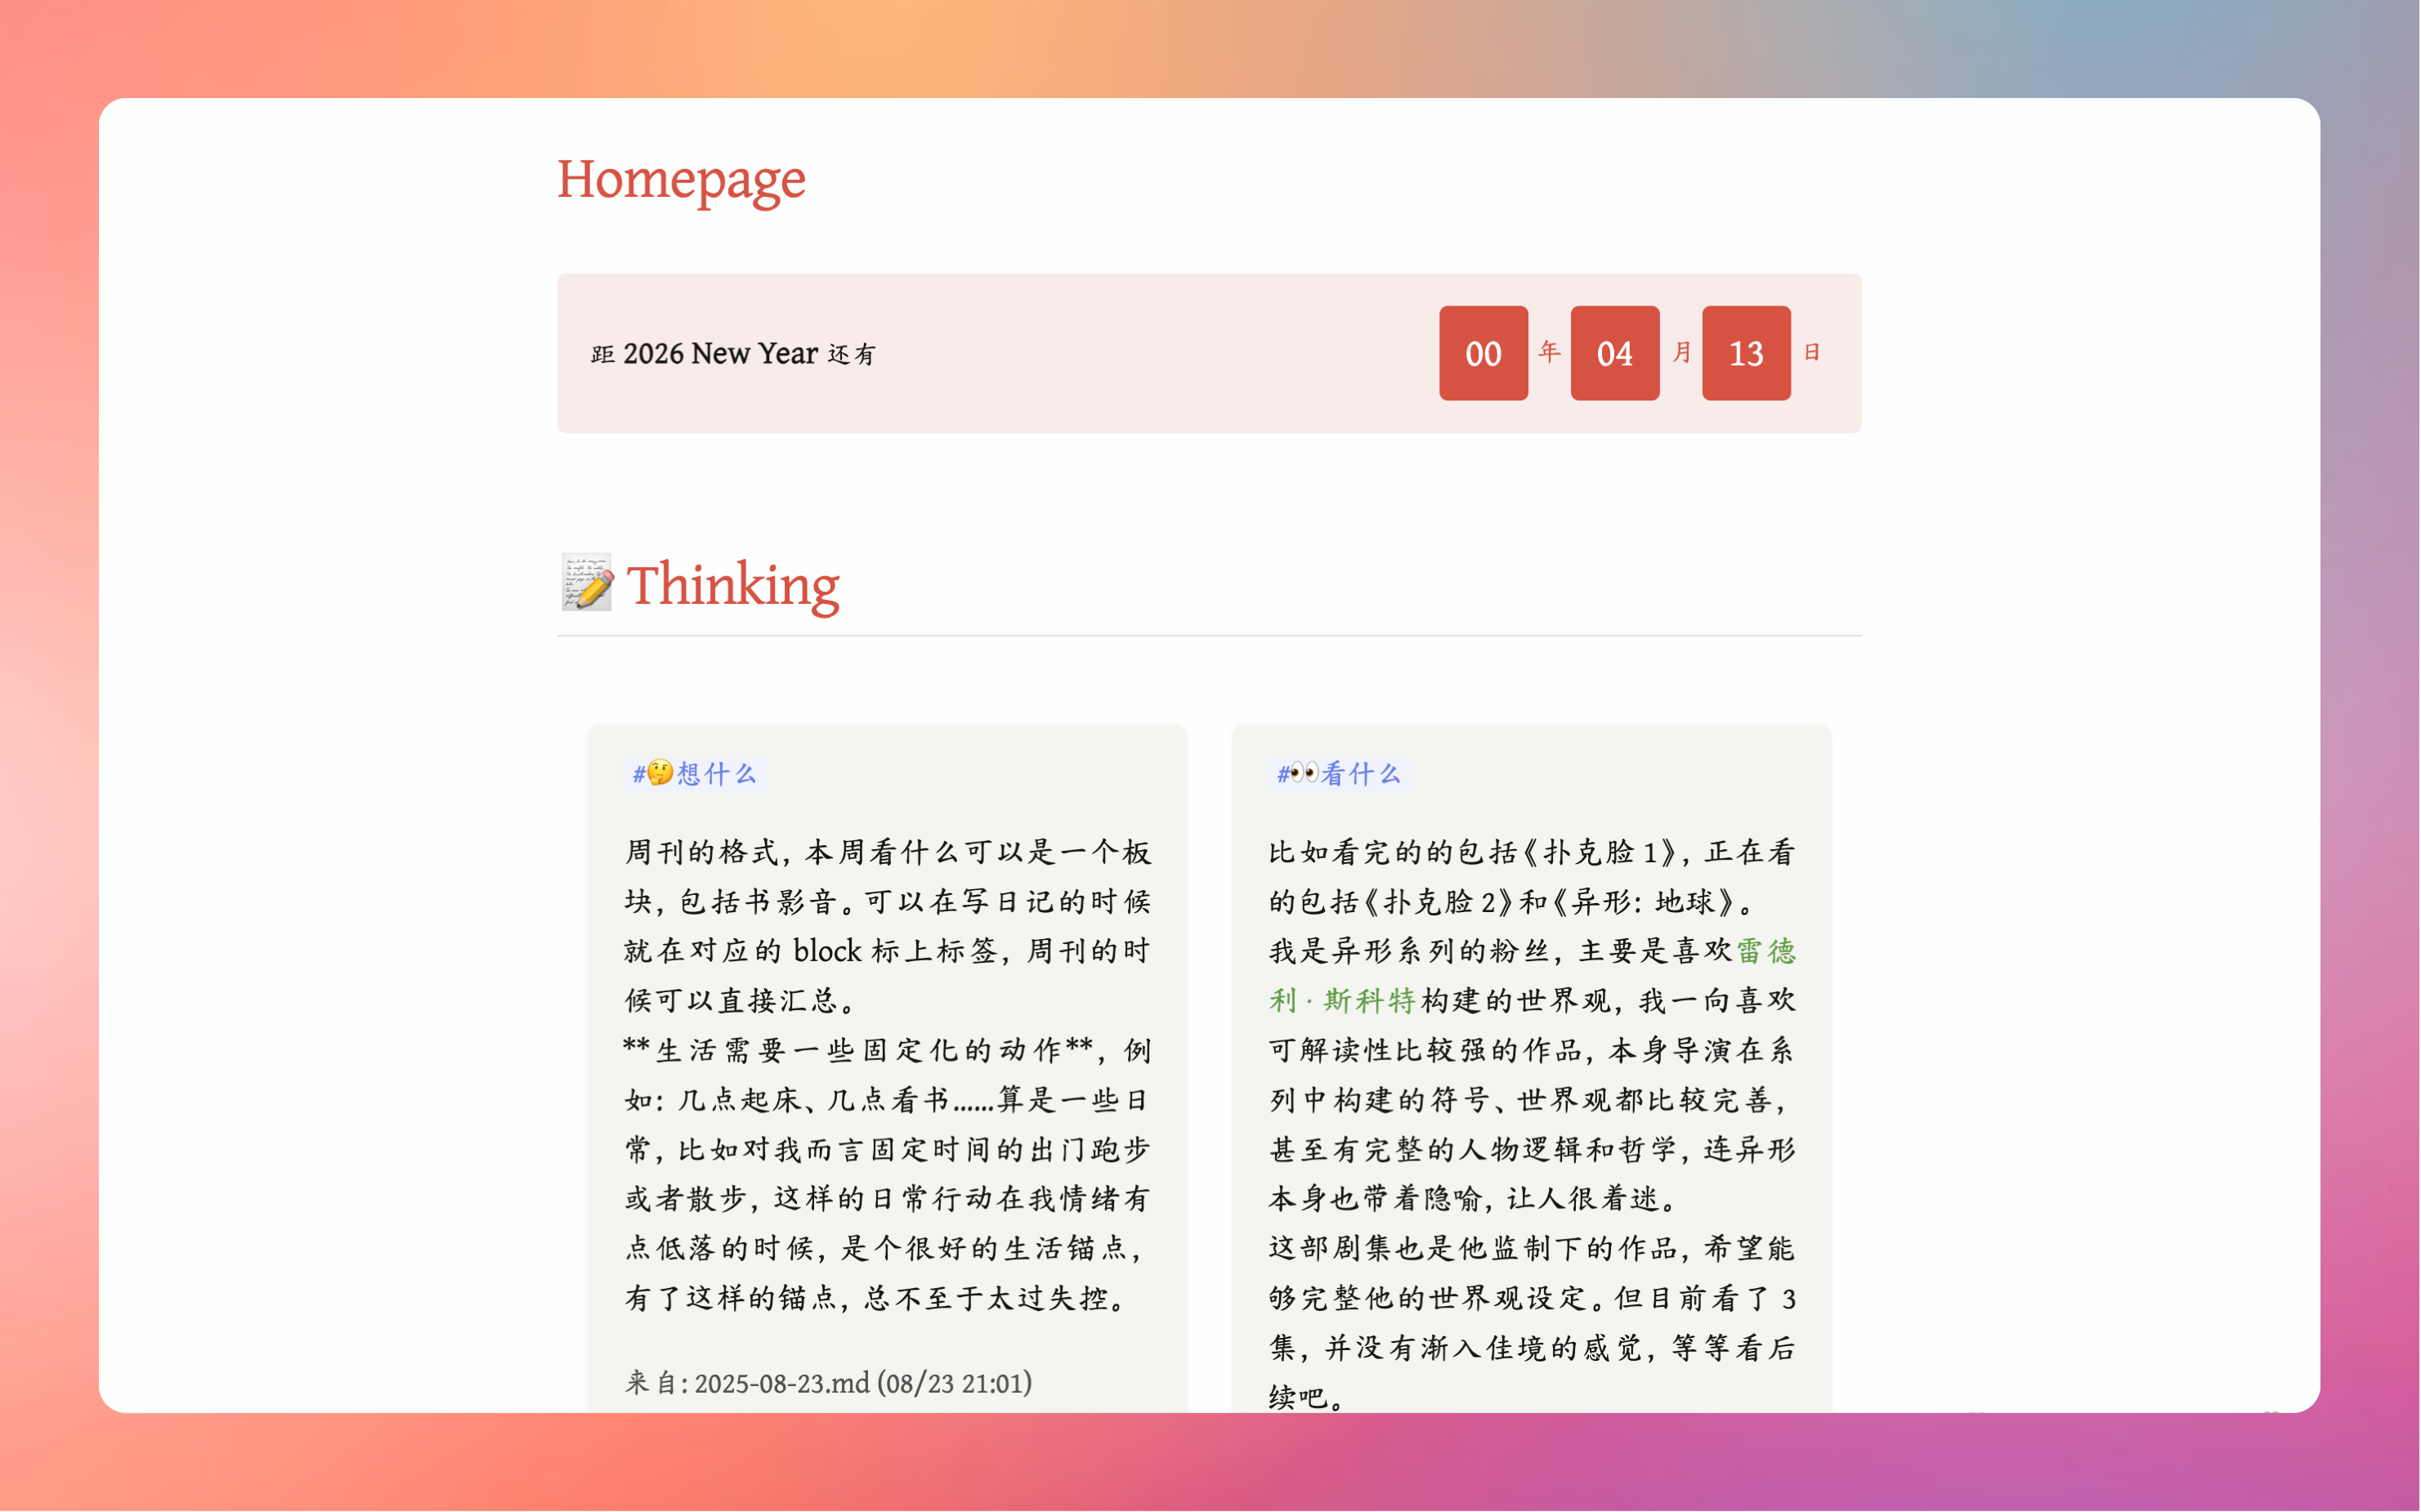 Homepage
距 2026 New Year 还有
00 年 04 月 13 日
📝 Thinking
#🤔想什么
周刊的格式，本周看什么可以是一个板
块，包括书影音。可以在写日记的时候
就在对应的 block 标上标签，周刊的时
候可以直接汇总。
**生活需要一些固定化的动作**，例
如：几点起床、几点看书……算是一些日
常，比如对我而言固定时间的出门跑步
或者散步，这样的日常行动在我情绪有
点低落的时候，是个很好的生活锚点，
有了这样的锚点，总不至于太过失控。
来自: 2025-08-23.md (08/23 21:01)
#👀看什么
比如看完的的包括《扑克脸 1》，正在看
的包括《扑克脸 2》和《异形：地球》。
我是异形系列的粉丝，主要是喜欢雷德
利·斯科特构建的世界观，我一向喜欢
可解读性比较强的作品，本身导演在系
列中构建的符号、世界观都比较完善，
甚至有完整的人物逻辑和哲学，连异形
本身也带着隐喻，让人很着迷。
这部剧集也是他监制下的作品，希望能
够完整他的世界观设定。但目前看了 3
集，并没有渐入佳境的感觉，等等看后
续吧。